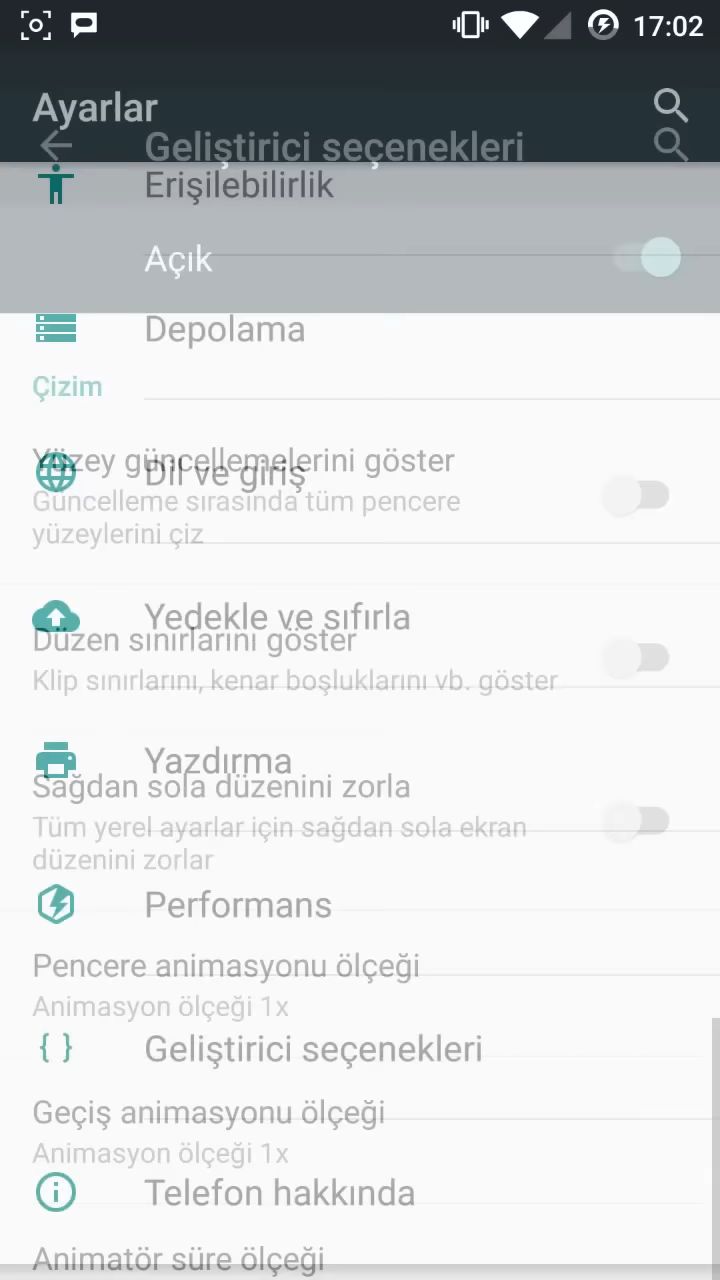 17:02
Ayarlar
Geliştirici seçenekleri
Erişilebilirlik
Açık
Depolama
Çizim
Yüzey güncellemelerini göster
Dil ve giriş
Güncelleme sırasında tüm pencere
yüzeylerini çiz
Yedekle ve sıfırla
Düzen sınırlarını göster
Klip sınırlarını, kenar boşluklarını vb. göster
Yazdırma
Sağdan sola düzenini zorla
Tüm yerel ayarlar için sağdan sola ekran
düzenini zorlar
Performans
Pencere animasyonu ölçeği
Animasyon ölçeği 1x
Geliştirici seçenekleri
Geçiş animasyonu ölçeği
Animasyon ölçeği 1x
Telefon hakkında
Animatör süre ölçeği